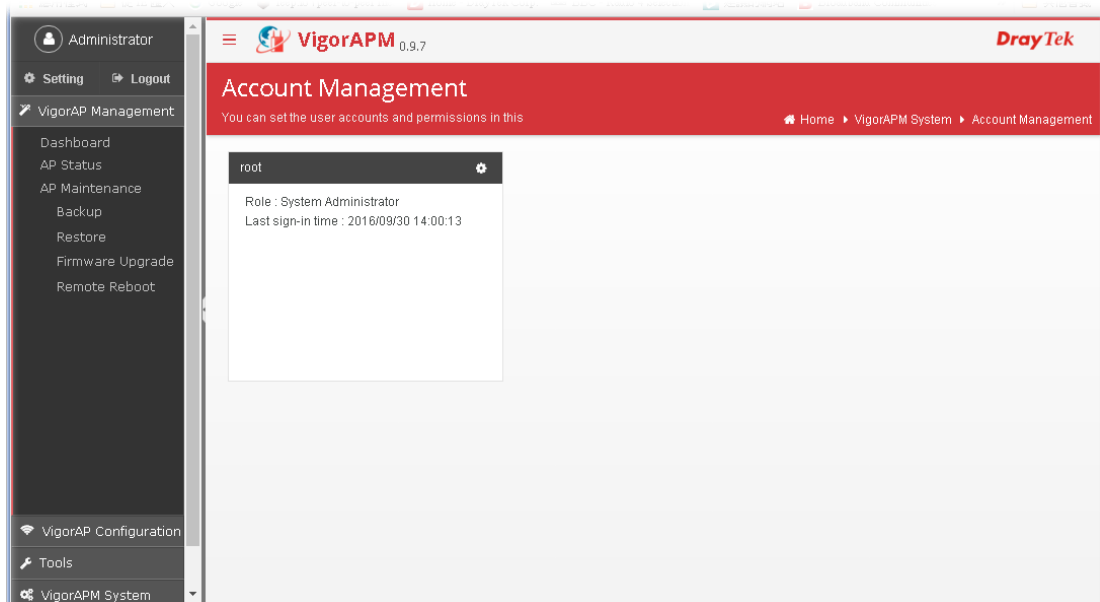 Administrator
Setting Logout
VigorAP Management
Dashboard
AP Status
AP Maintenance
Backup
Restore
Firmware Upgrade
Remote Reboot
VigorAP Configuration
Tools
VigorAPM System
VigorAPM 0.9.7
DrayTek
Account Management
You can set the user accounts and permissions in this
Home VigorAPM System Account Management
root
Role : System Administrator
Last sign-in time : 2016/09/30 14:00:13